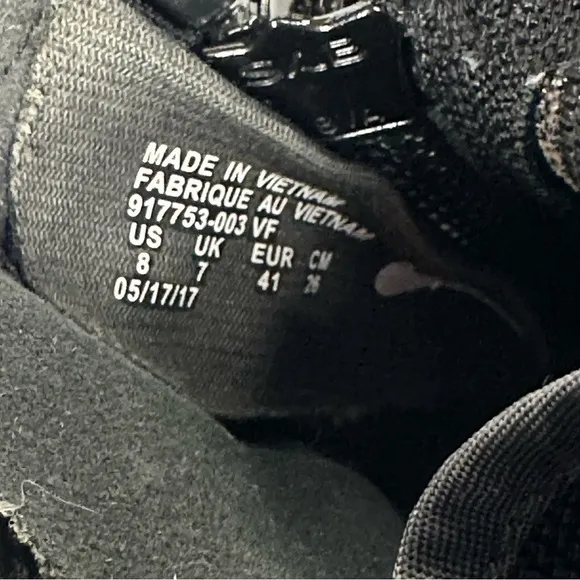 MADE IN VIETNAM
FABRIQUE AU VIETNAM
917753-003 VF
US UK EUR CM
8 7 41 26
05/17/17